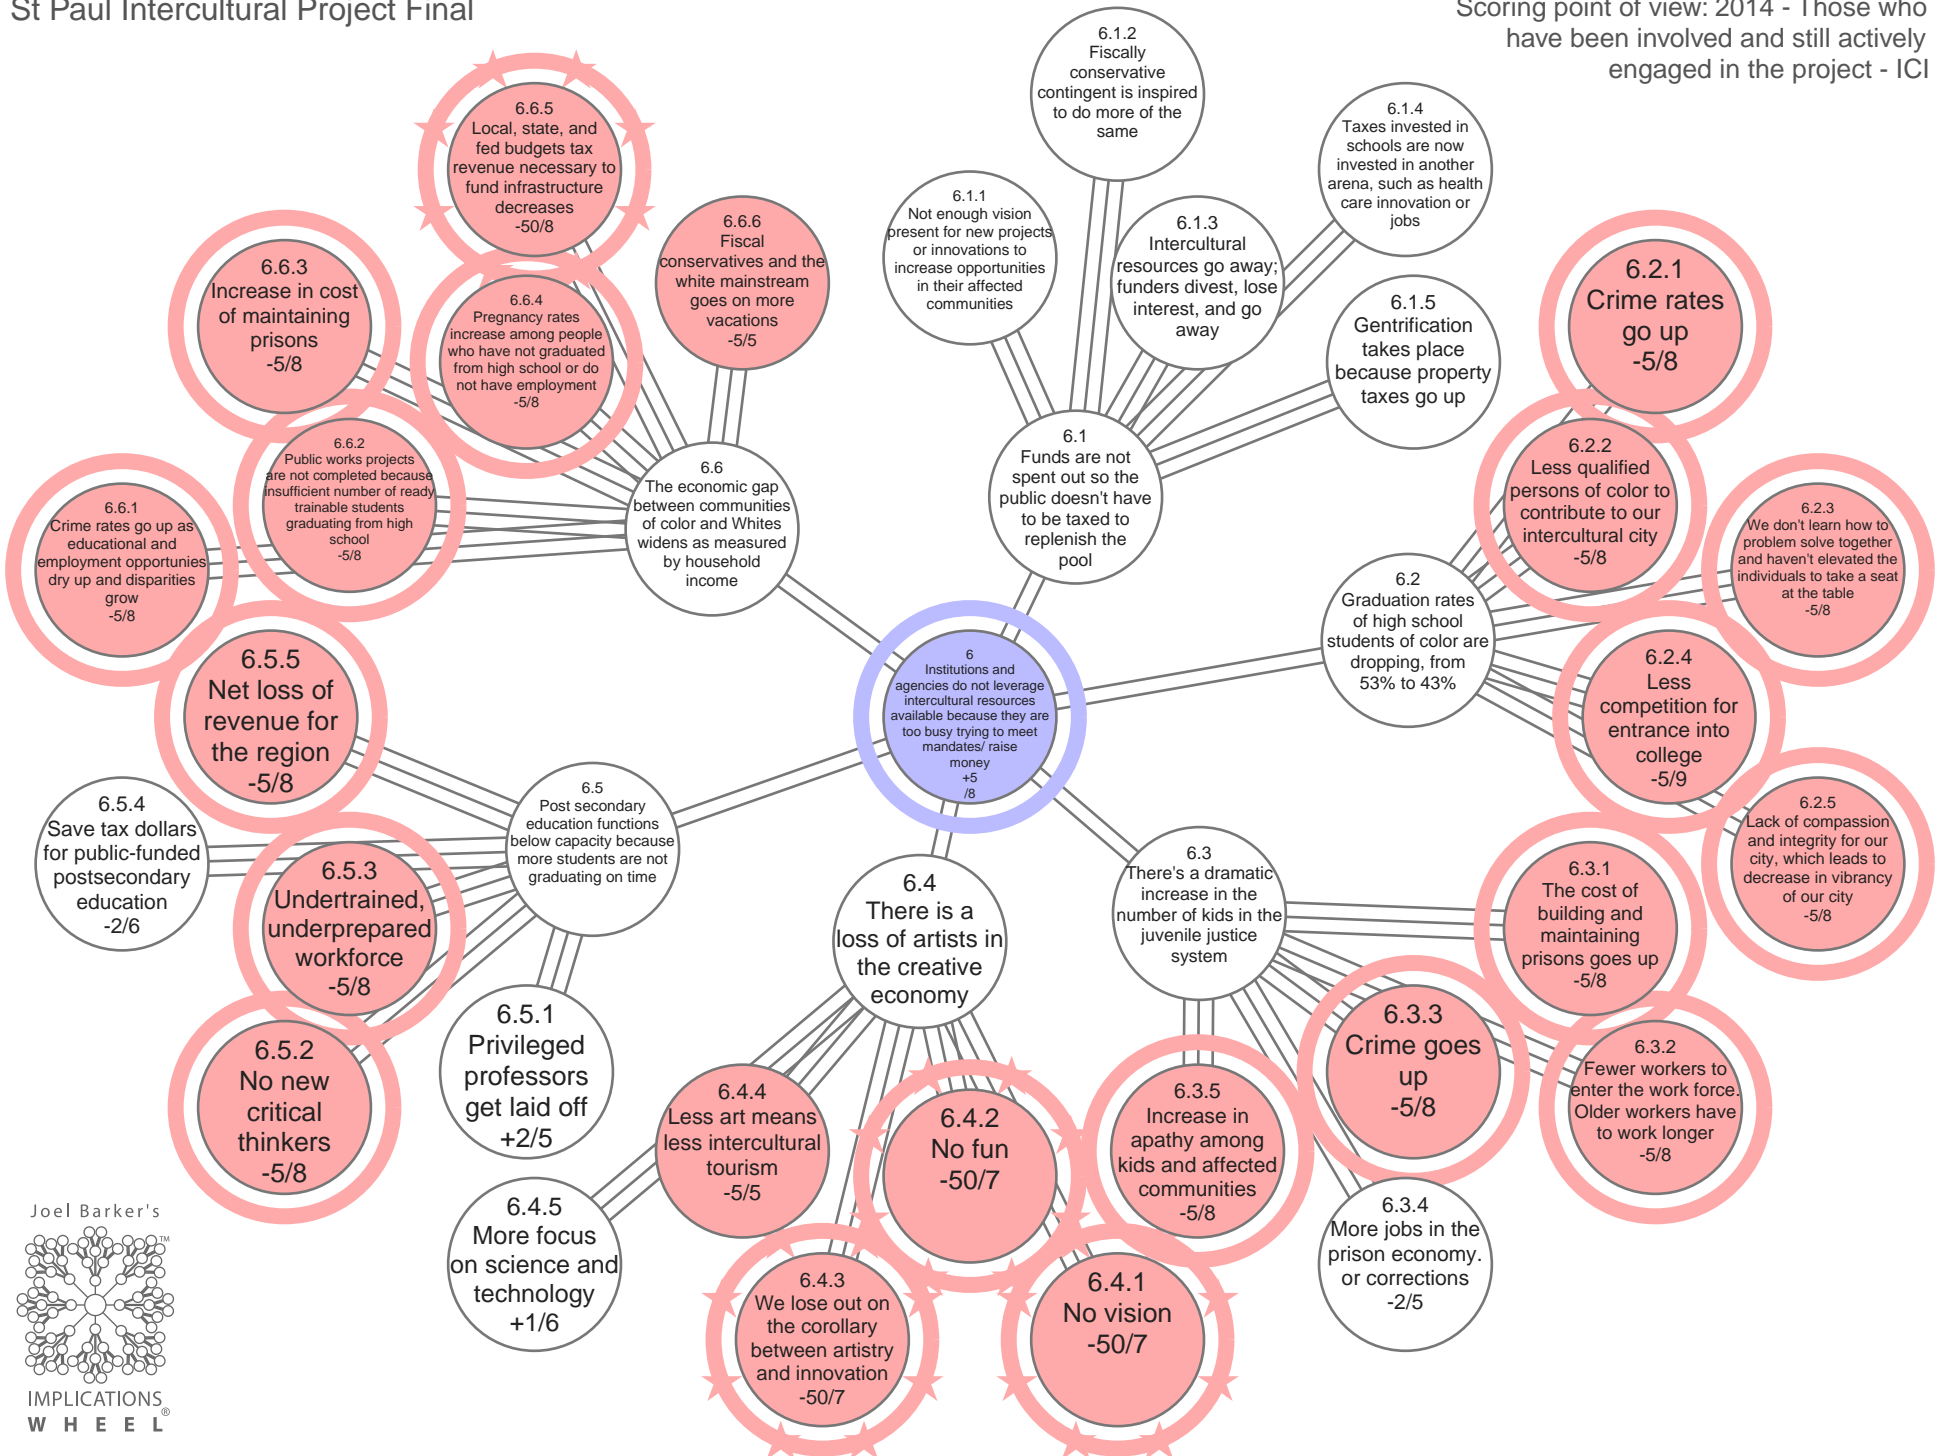 St Paul Intercultural Project Final
Scoring point of view: 2014 - Those who
have been involved and still actively
engaged in the project - ICI
6.1.2
Fiscally
conservative
contingent is inspired
to do more of the
same
6.6.5
Local, state, and
fed budgets tax
revenue necessary to
fund infrastructure
decreases
-50/8
6.1.4
Taxes invested in
schools are now
invested in another
arena, such as health
care innovation or
jobs
6.1.1
Not enough vision
present for new projects
or innovations to
increase opportunities
in their affected
communities
6.6.6
Fiscal
conservatives and the
white mainstream
goes on more
vacations
-5/5
6.1.3
Intercultural
resources go away;
funders divest, lose
interest, and go
away
6.6.3
Increase in cost
of maintaining
prisons
-5/8
6.2.1
Crime rates
go up
-5/8
6.6.4
Pregnancy rates
increase among people
who have not graduated
from high school or do
not have employment
-5/8
6.1.5
Gentrification
takes place
because property
taxes go up
6.6.2
Public works projects
are not completed because
insufficient number of ready
trainable students
graduating from high
school
-5/8
6.1
Funds are not
spent out so the
public doesn't have
to be taxed to
replenish the
pool
6.2.2
Less qualified
persons of color to
contribute to our
intercultural city
-5/8
6.6
The economic gap
between communities
of color and Whites
widens as measured
by household
income
6.6.1
Crime rates go up as
educational and
employment opportunies
dry up and disparities
grow
-5/8
6.2.3
We don't learn how to
problem solve together
and haven't elevated the
individuals to take a seat
at the table
-5/8
6.2
Graduation rates
of high school
students of color are
dropping, from
53% to 43%
6.5.5
Net loss of
revenue for
the region
-5/8
6
Institutions and
agencies do not leverage
intercultural resources
available because they are
too busy trying to meet
mandates/ raise
money
+5
/8
6.2.4
Less
competition for
entrance into
college
-5/9
6.5.4
Save tax dollars
for public-funded
postsecondary
education
-2/6
6.5
Post secondary
education functions
below capacity because
more students are not
graduating on time
6.2.5
Lack of compassion
and integrity for our
city, which leads to
decrease in vibrancy
of our city
-5/8
6.5.3
Undertrained,
underprepared
workforce
-5/8
6.4
There is a
loss of artists in
the creative
economy
6.3
There's a dramatic
increase in the
number of kids in the
juvenile justice
system
6.3.1
The cost of
building and
maintaining
prisons goes up
-5/8
6.5.2
No new
critical
thinkers
-5/8
6.5.1
Privileged
professors
get laid off
+2/5
6.3.3
Crime goes
up
-5/8
6.3.2
Fewer workers to
enter the work force.
Older workers have
to work longer
-5/8
6.4.4
Less art means
less intercultural
tourism
-5/5
6.4.2
No fun
-50/7
6.3.5
Increase in
apathy among
kids and affected
communities
-5/8
6.4.5
More focus
on science and
technology
+1/6
6.3.4
More jobs in the
prison economy.
or corrections
-2/5
6.4.3
We lose out on
the corollary
between artistry
and innovation
-50/7
6.4.1
No vision
-50/7
Joel Barker's
TM
IMPLICATIONS
WHEEL®